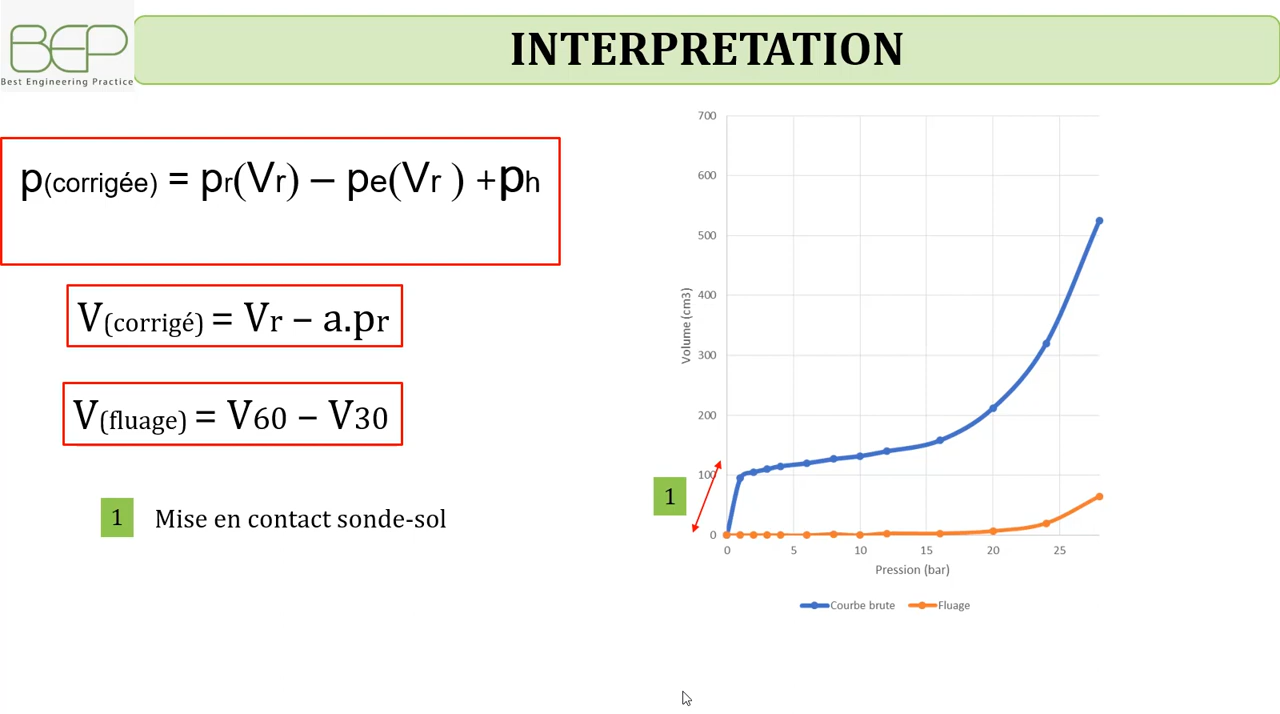 BEP
Best Engineering Practice
INTERPRETATION
p(corrigée) = pr(Vr) – pe(Vr ) +ph
V(corrigé) = Vr – a.pr
V(fluage) = V60 – V30
1 Mise en contact sonde-sol
700
600
500
400
300
200
100
0
Volume (cm3)
1
0 5 10 15 20 25
Pression (bar)
Courbe brute Fluage